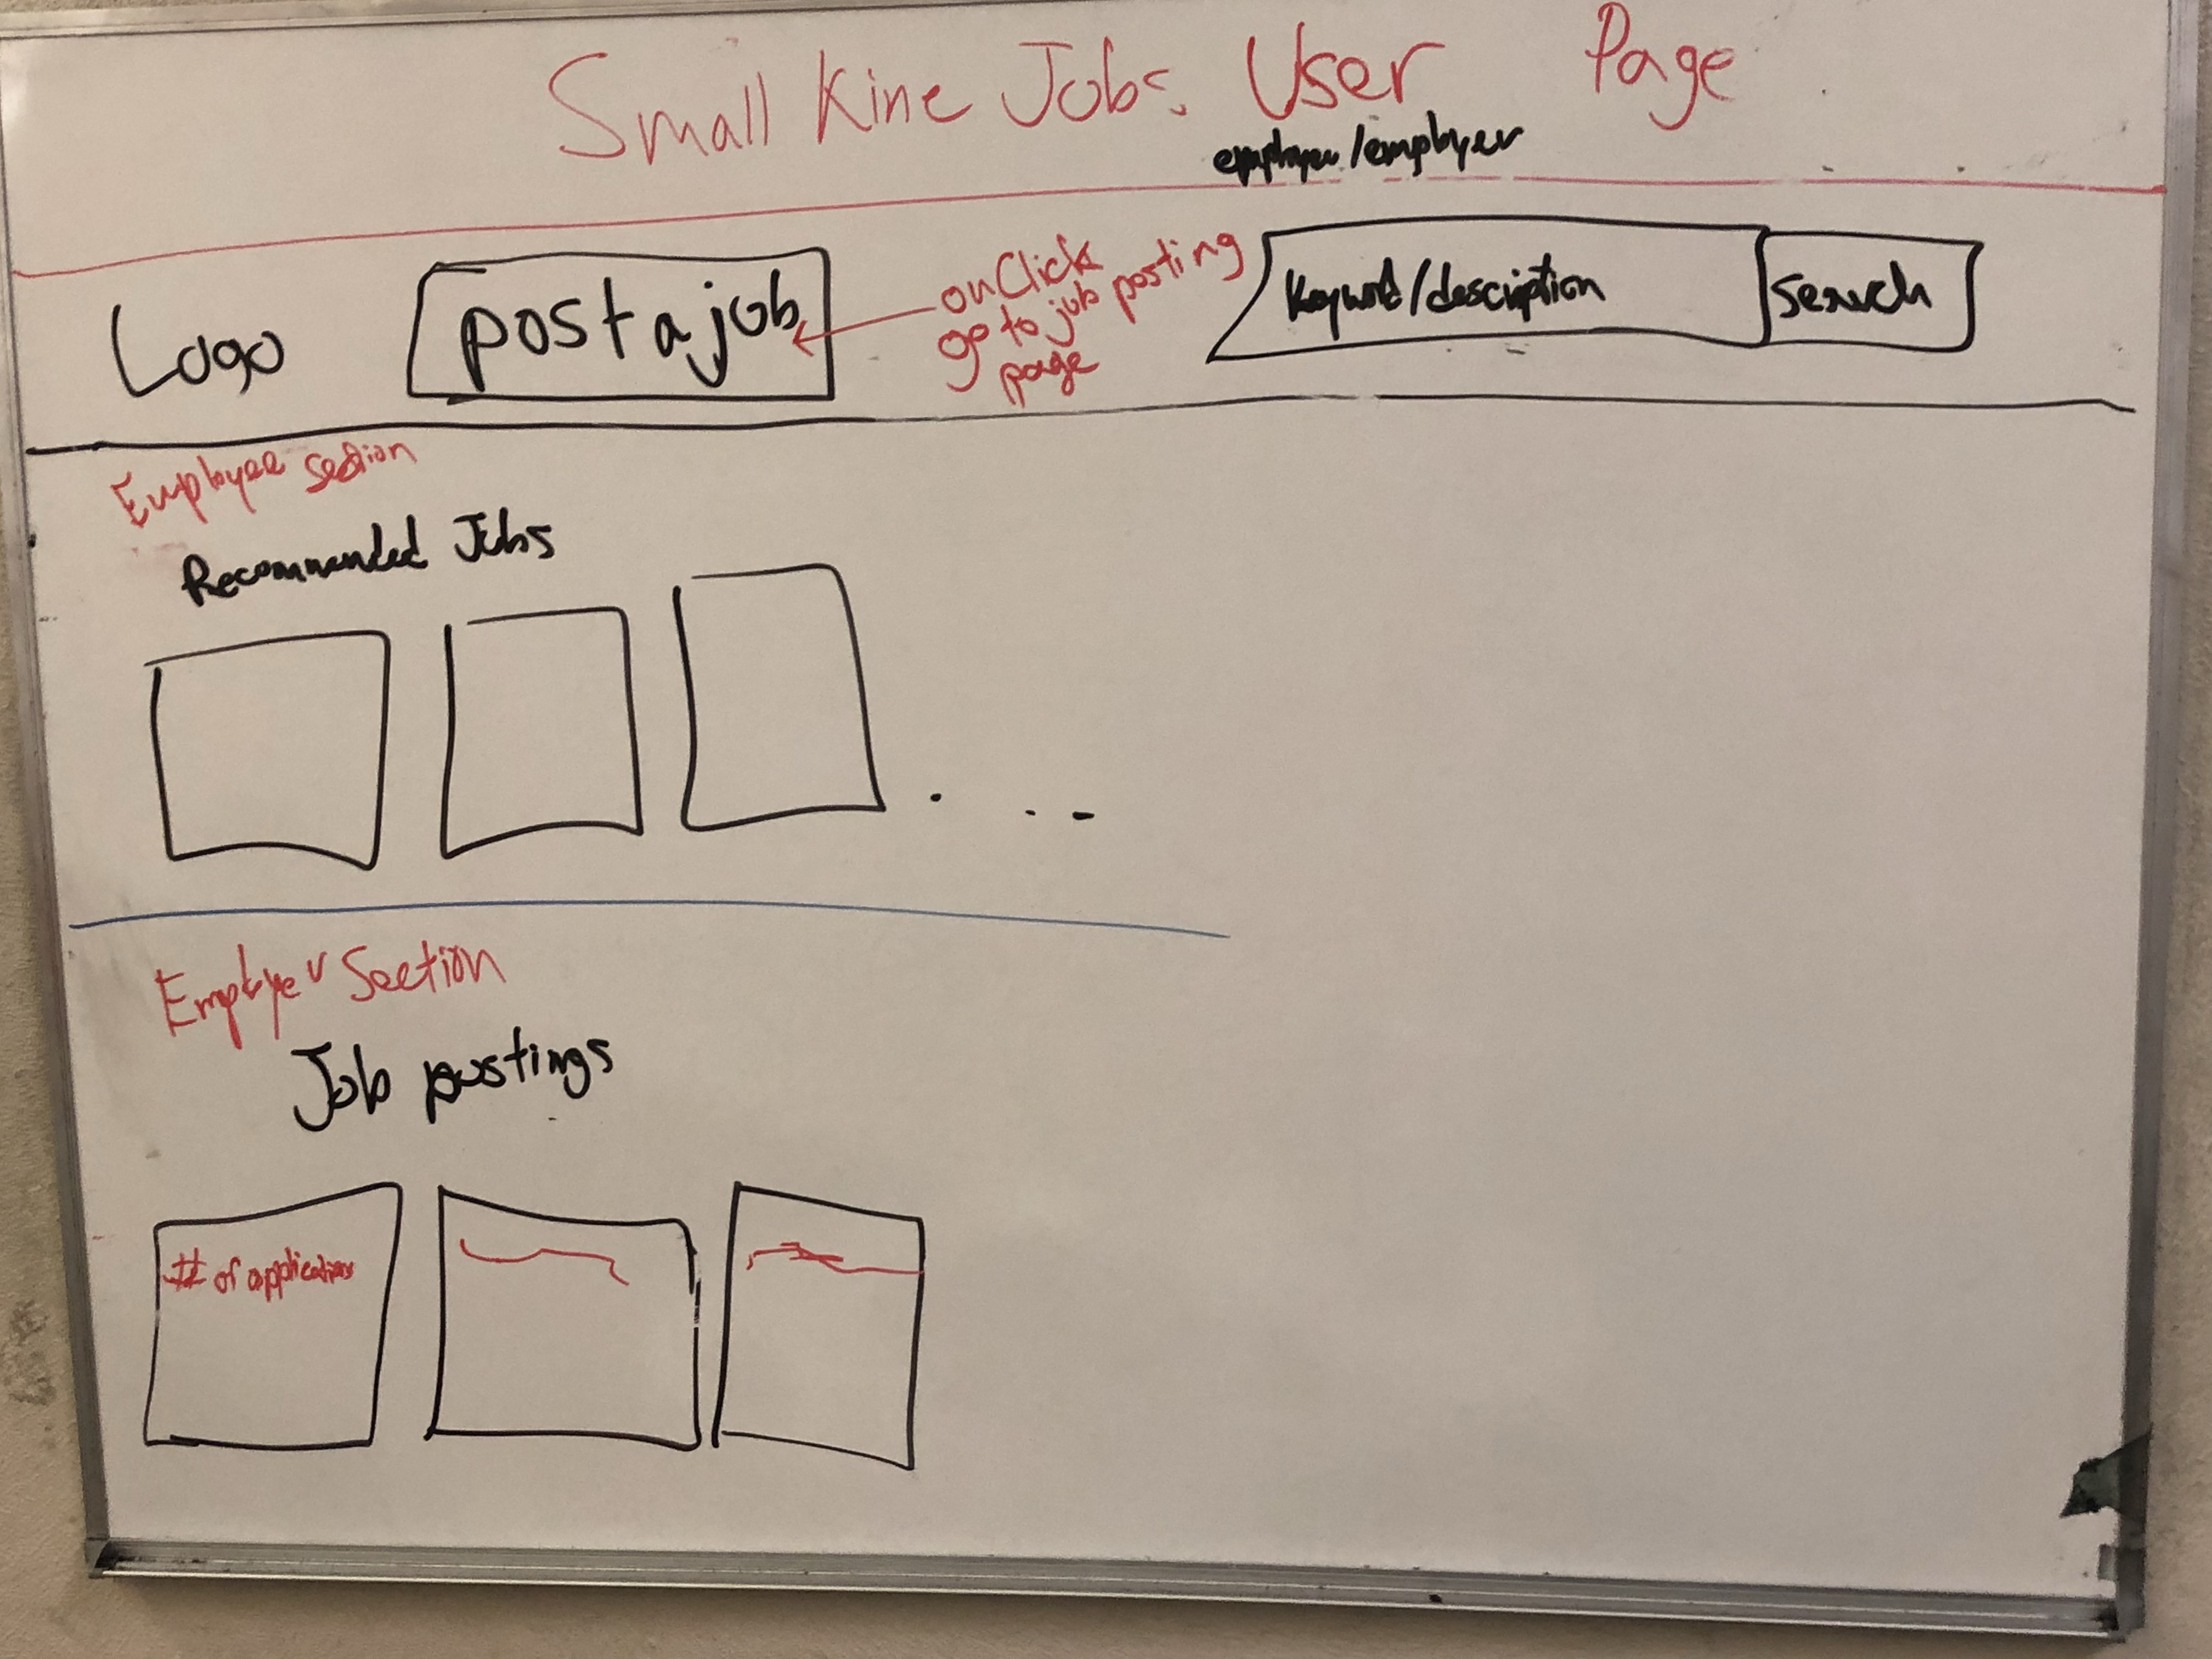 Small Kine Jobs. User Page
employee/employer
Logo
post a job
onClick
go to job posting
page
Keyword/description
Search
Employee Section
Recommended Jobs
. . .
Employer Section
Job postings
# of applications